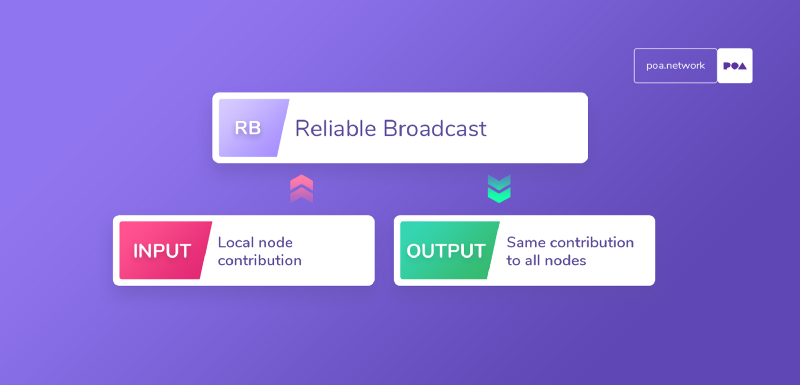 poa.network
POA
RB
Reliable Broadcast
INPUT
Local node
contribution
OUTPUT
Same contribution
to all nodes